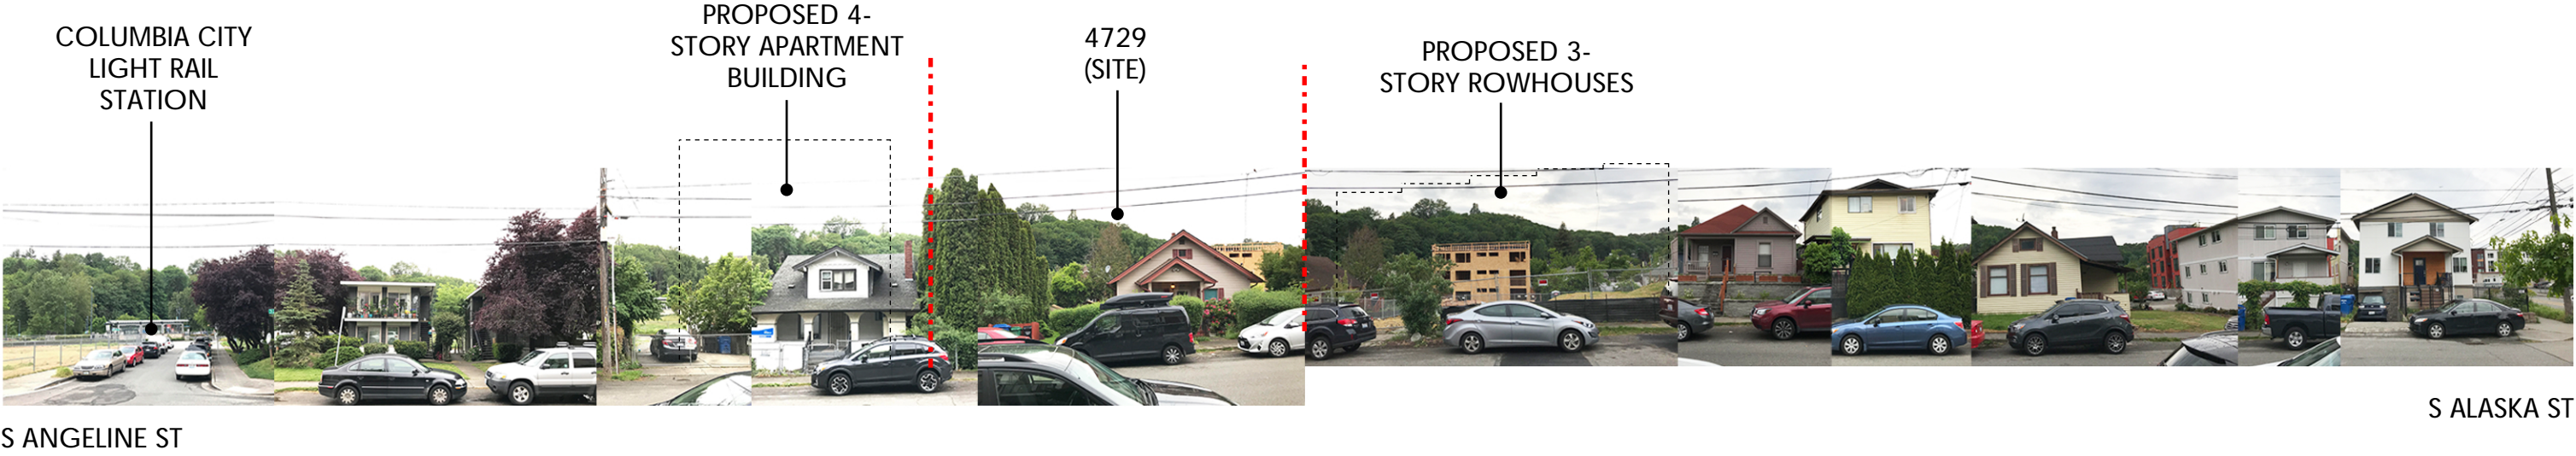 COLUMBIA CITY
LIGHT RAIL
STATION
PROPOSED 4-
STORY APARTMENT
BUILDING
4729
(SITE)
PROPOSED 3-
STORY ROWHOUSES
S ANGELINE ST
S ALASKA ST